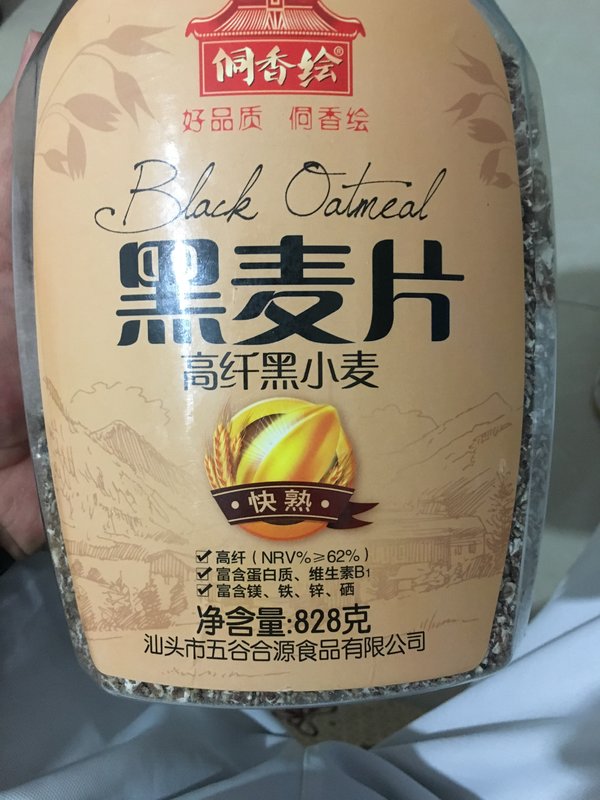 侗香绘®
好品质 侗香绘
Black Oatmeal
黑麦片
高纤黑小麦
·快熟·
高纤（NRV%≥62%）
富含蛋白质、维生素B1
富含镁、铁、锌、硒
净含量:828克
汕头市五谷合源食品有限公司